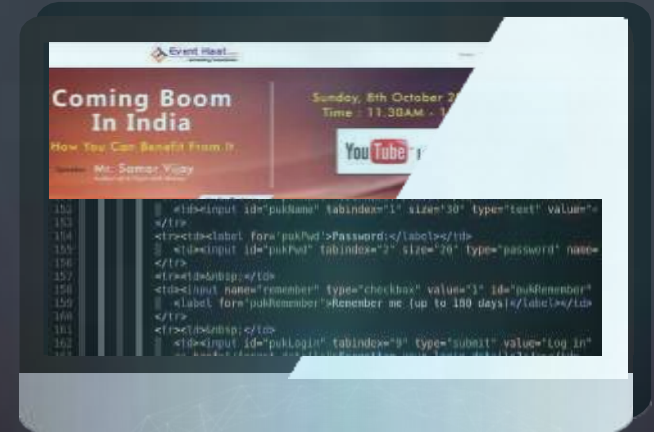 Event Haat
Coming Boom
In India
How You Can Benefit From It
Mr. Samar Vijay
Sunday, 8th October
Time : 11.30AM -
YouTube
152 <td><input id="pukName" tabindex="1" size="30" type="text" value="
153 </tr>
154 <tr><td><label for='pukPwd'>Password:</label></td>
155 <td><input id="pukPwd" tabindex="2" size="20" type="password" name=
156 </tr>
157 <tr><td>&nbsp;</td>
158 <td><input name="remember" type="checkbox" value="1" id="pukRemember"
159 <label for='pukRemember'>Remember me (up to 180 days)</label></td>
160 </tr>
161 <tr><td>&nbsp;</td>
162 <td><input id="pukLogin" tabindex="9" type="submit" value="Log in"